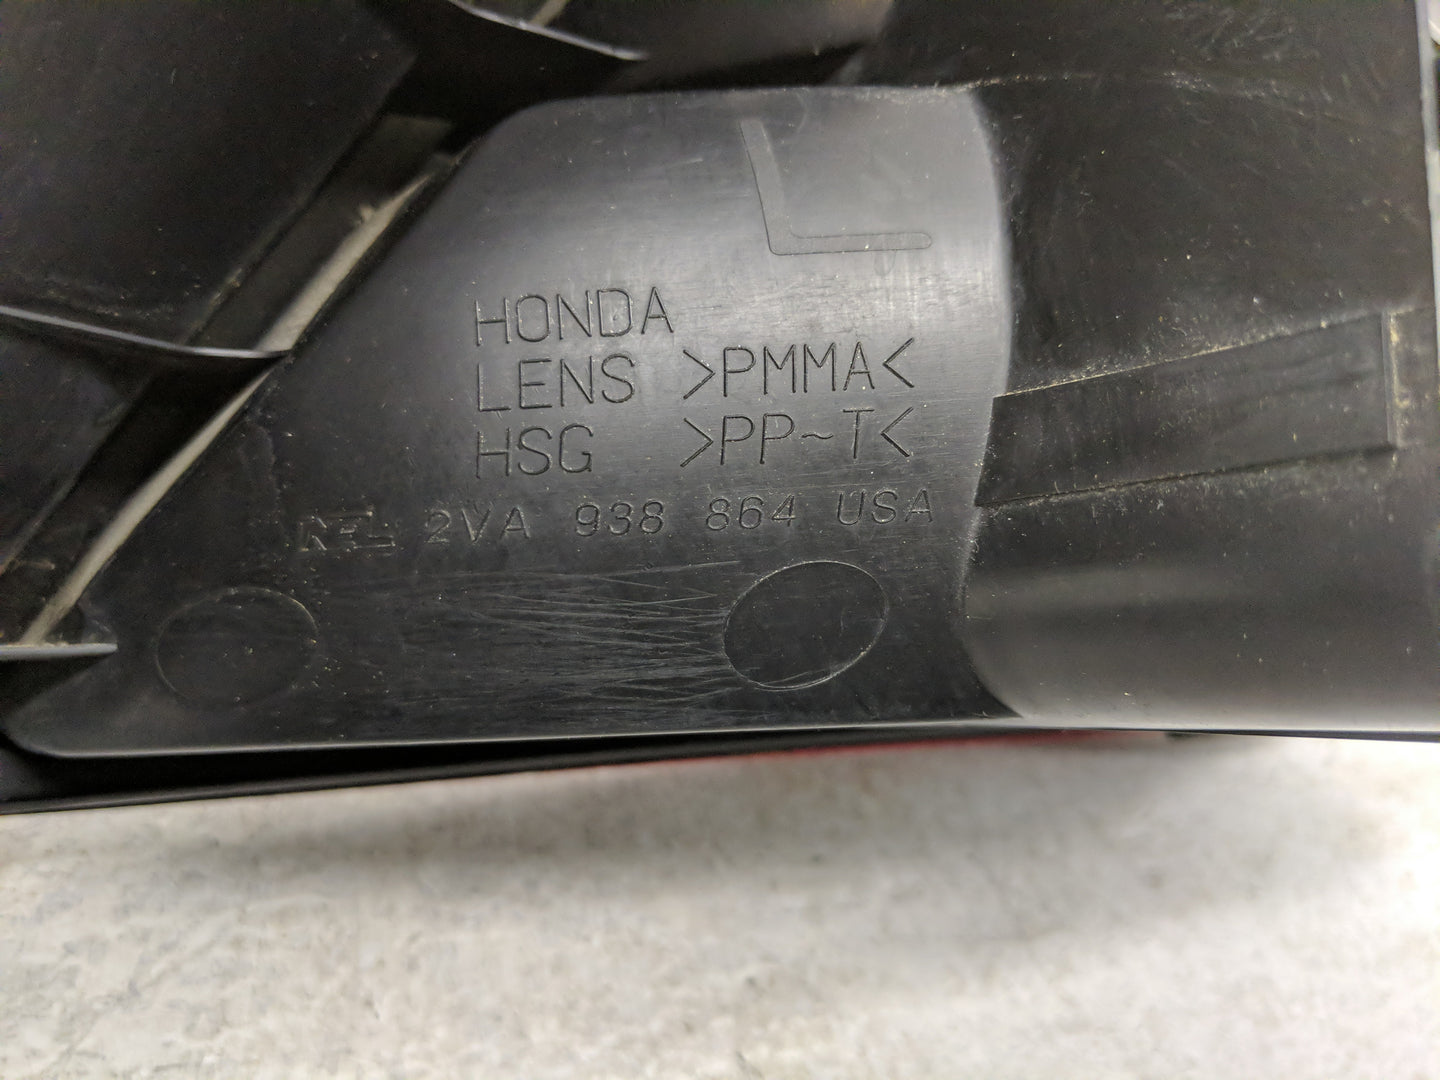 L
HONDA
LENS >PMMA<
HSG >PP~T<
2VA 938 864 USA